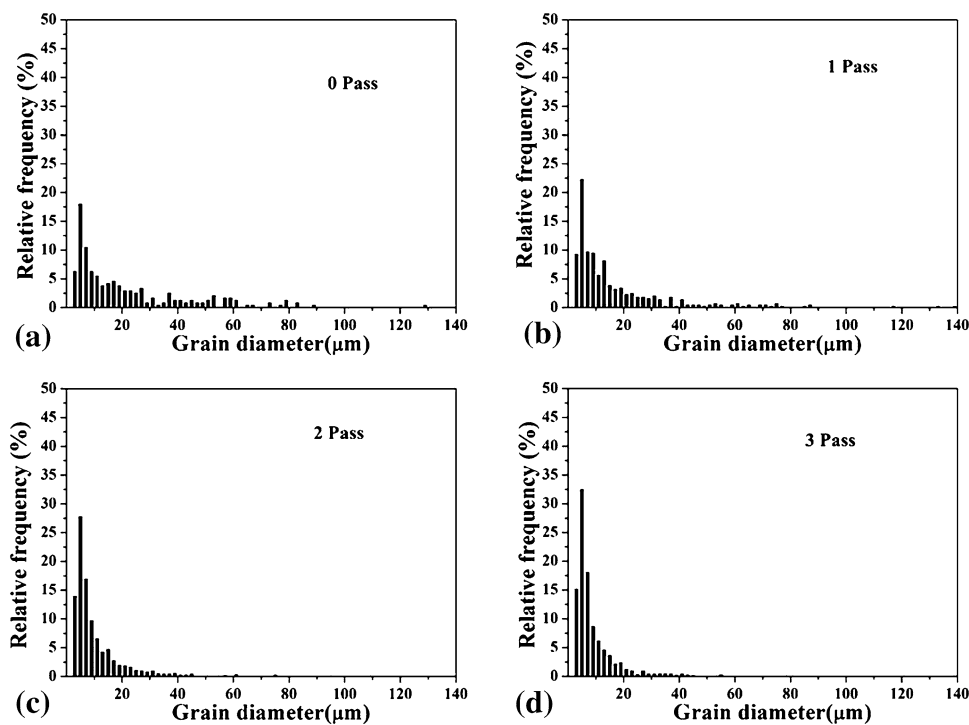 50
45
40
35
30
25
20
15
10
5
0
Relative frequency (%)
0 Pass
20 40 60 80 100 120 140
Grain diameter(μm)
(a)
50
45
40
35
30
25
20
15
10
5
0
Relative frequency (%)
1 Pass
20 40 60 80 100 120 140
Grain diameter(μm)
(b)
50
45
40
35
30
25
20
15
10
5
0
Relative frequency (%)
2 Pass
20 40 60 80 100 120 140
Grain diameter(μm)
(c)
50
45
40
35
30
25
20
15
10
5
0
Relative frequency (%)
3 Pass
20 40 60 80 100 120 140
Grain diameter(μm)
(d)